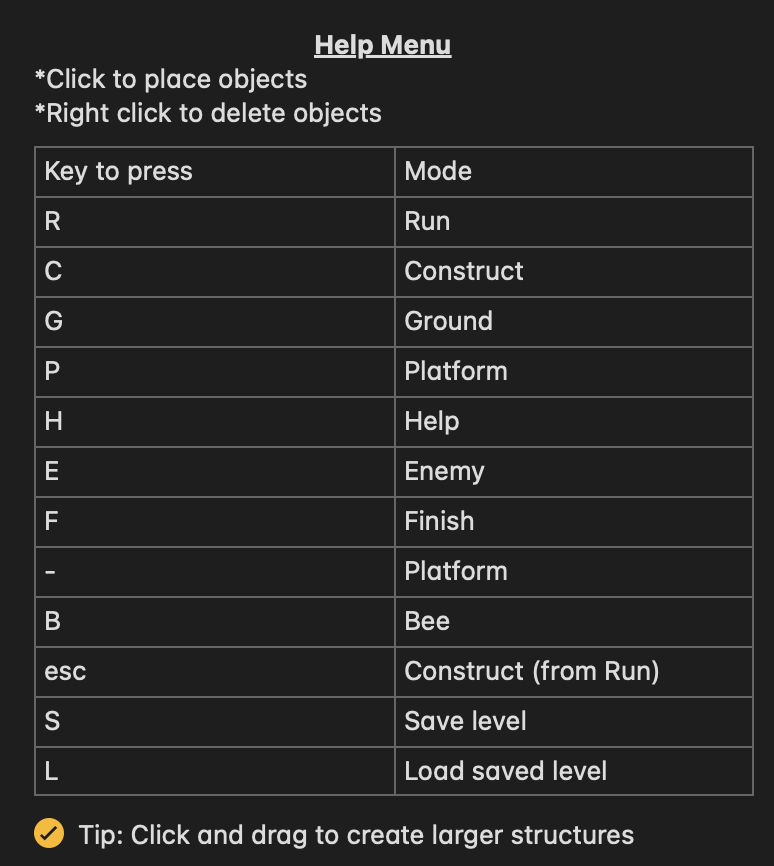 Help Menu
*Click to place objects
*Right click to delete objects
Key to press Mode
R Run
C Construct
G Ground
P Platform
H Help
E Enemy
F Finish
- Platform
B Bee
esc Construct (from Run)
S Save level
L Load saved level
Tip: Click and drag to create larger structures